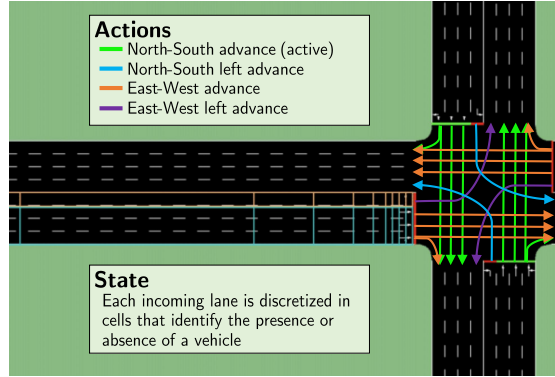 Actions
North-South advance (active)
North-South left advance
East-West advance
East-West left advance
State
Each incoming lane is discretized in
cells that identify the presence or
absence of a vehicle